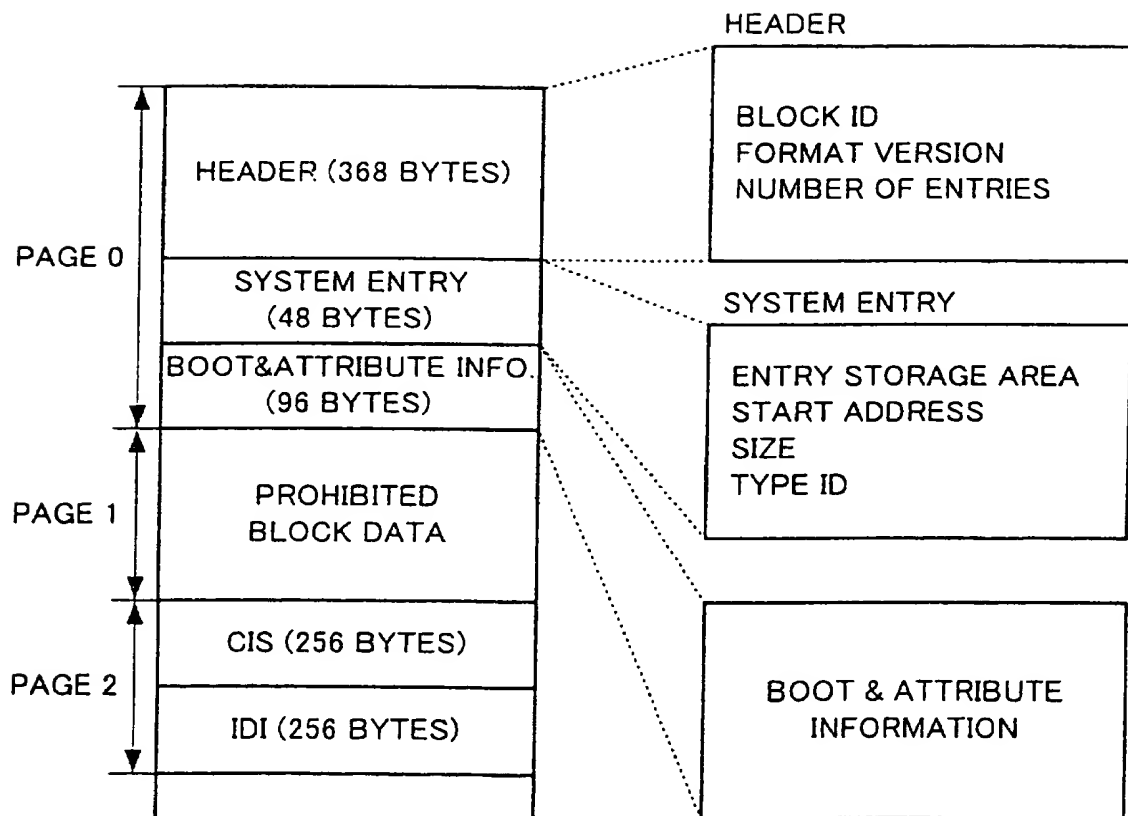 HEADER
BLOCK ID
FORMAT VERSION
NUMBER OF ENTRIES
HEADER (368 BYTES)
PAGE 0
SYSTEM ENTRY
(48 BYTES)
BOOT&ATTRIBUTE INFO.
(96 BYTES)
SYSTEM ENTRY
ENTRY STORAGE AREA
START ADDRESS
SIZE
TYPE ID
PAGE 1
PROHIBITED
BLOCK DATA
PAGE 2
CIS (256 BYTES)
IDI (256 BYTES)
BOOT & ATTRIBUTE
INFORMATION